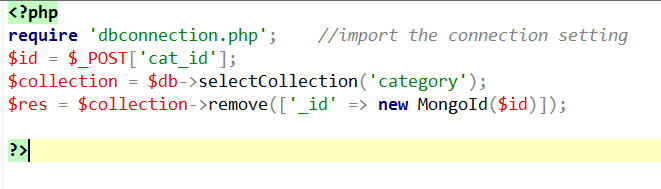 <?php
require 'dbconnection.php';    //import the connection setting
$id = $_POST['cat_id'];
$collection = $db->selectCollection('category');
$res = $collection->remove(['_id' => new MongoId($id)]);
?>